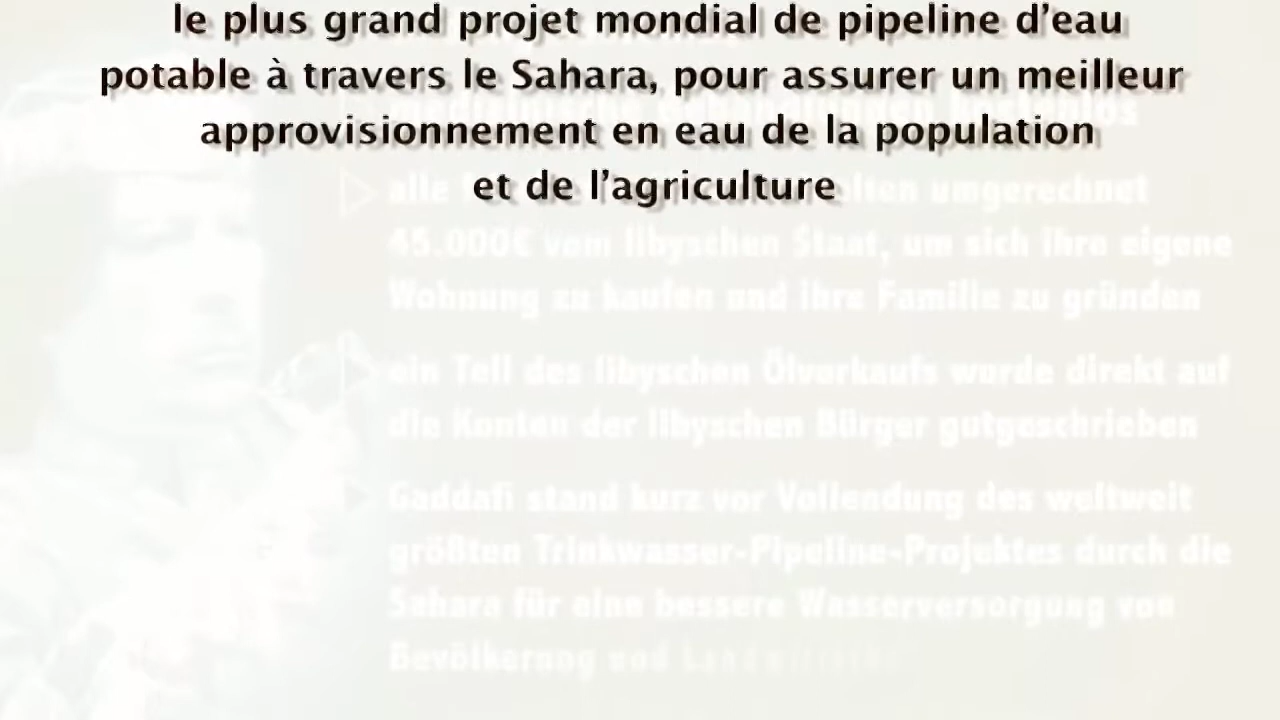 le plus grand projet mondial de pipeline d’eau
potable à travers le Sahara, pour assurer un meilleur
approvisionnement en eau de la population
et de l’agriculture
alle umgerechnet
45.000€ vom libyschen Staat, um sich ihre eigene
Wohnung zu kaufen und ihre Familie zu gründen
ein Teil des libyschen Ölverkaufs wurde direkt auf
die Konten der libyschen Bürger gutgeschrieben
Gaddafi stand kurz vor Vollendung des weltweit
größten Trinkwasser-Pipeline-Projektes durch die
Sahara für eine bessere Wasserversorgung von
Bevölkerung und